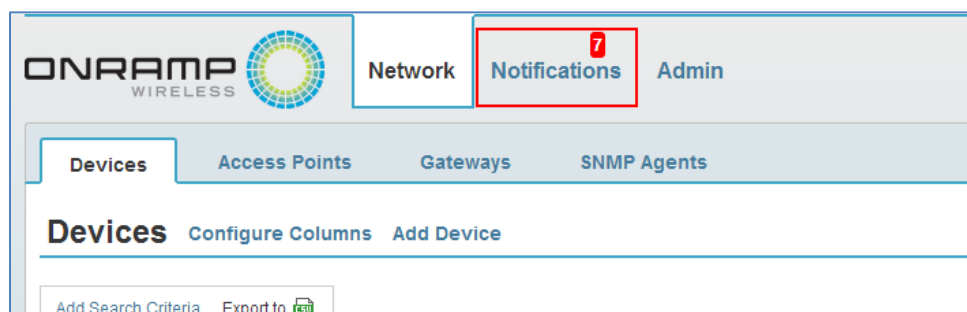 7
ONRAMP Network Notifications Admin
WIRELESS
Devices Access Points Gateways SNMP Agents
Devices Configure Columns Add Device
Add Search Criteria Export to CSV